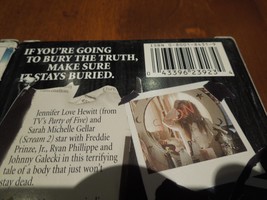 IF YOU'RE GOING
TO BURY THE TRUTH,
MAKE SURE
IT STAYS BURIED.
Jennifer Love Hewitt (from
TV's Party of Five) and
Sarah Michelle Gellar
(Scream 2) star with Freddie
Prinze, Jr., Ryan Phillippe and
Johnny Galecki in this terrifying
tale of a body that just won't
stay dead.
43396 23923